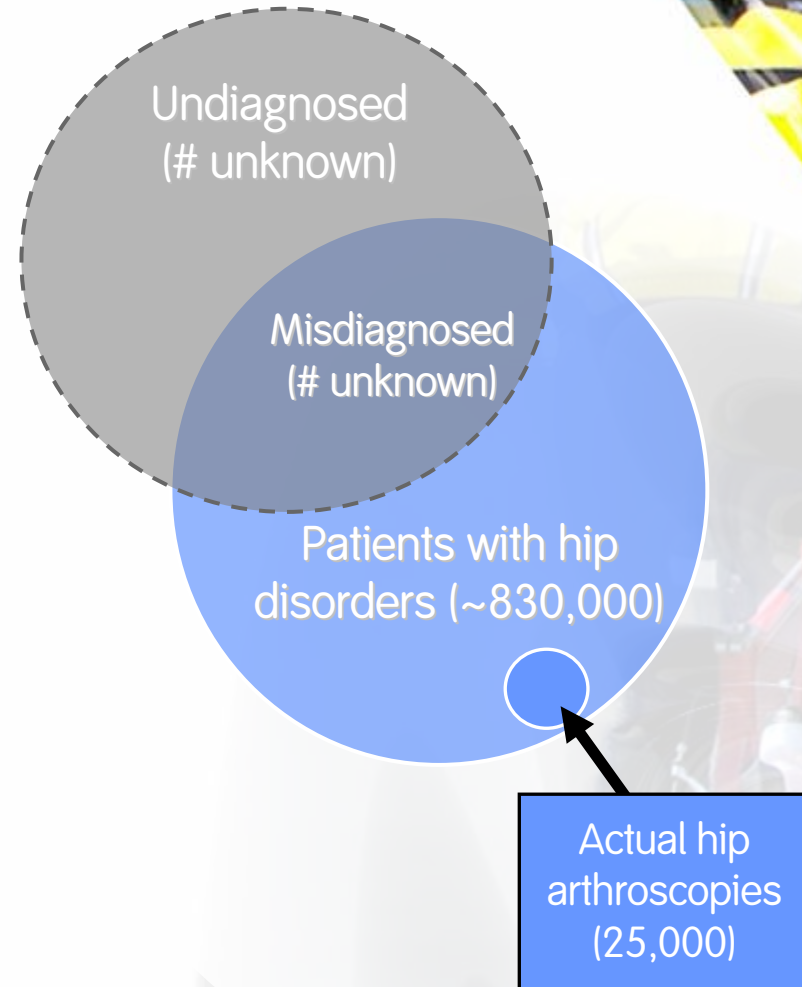 Undiagnosed
(# unknown)
Misdiagnosed
(# unknown)
Patients with hip
disorders (~830,000)
Actual hip
arthroscopies
(25,000)